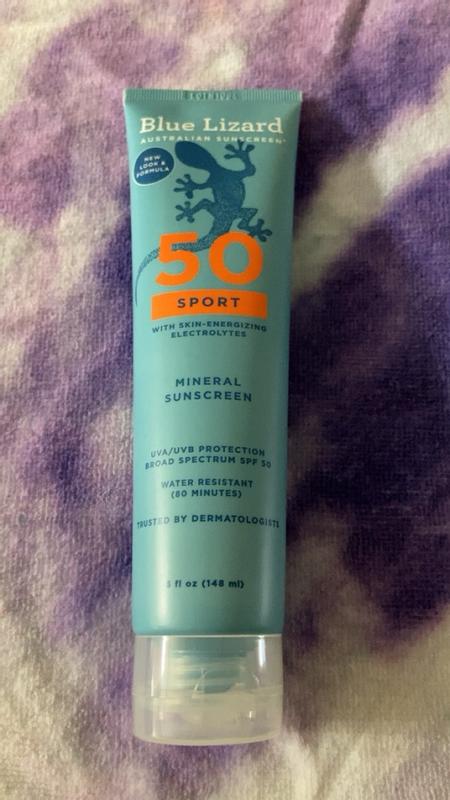 Blue Lizard
AUSTRALIAN SUNSCREEN
NEW
LOOK &
FORMULA
50
SPORT
WITH SKIN-ENERGIZING
ELECTROLYTES
MINERAL
SUNSCREEN
UVA/UVB PROTECTION
BROAD SPECTRUM SPF 50
WATER RESISTANT
(80 MINUTES)
TRUSTED BY DERMATOLOGISTS
5 fl oz (148 ml)